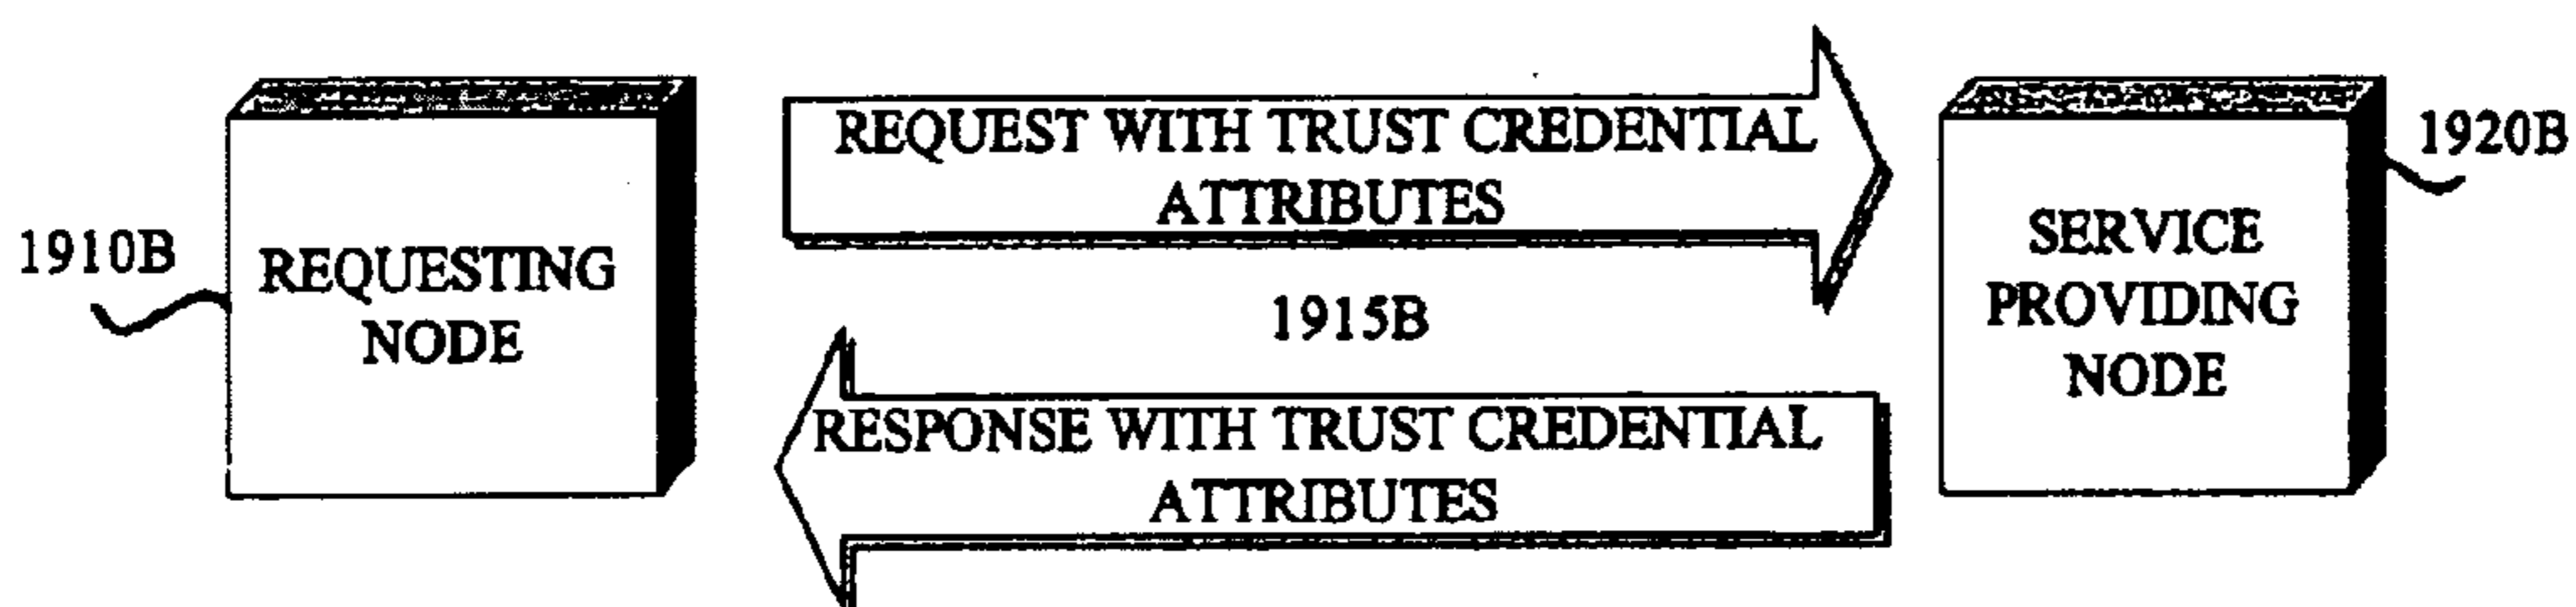 1910B
REQUESTING
NODE
REQUEST WITH TRUST CREDENTIAL
ATTRIBUTES
1915B
RESPONSE WITH TRUST CREDENTIAL
ATTRIBUTES
SERVICE
PROVIDING
NODE
1920B